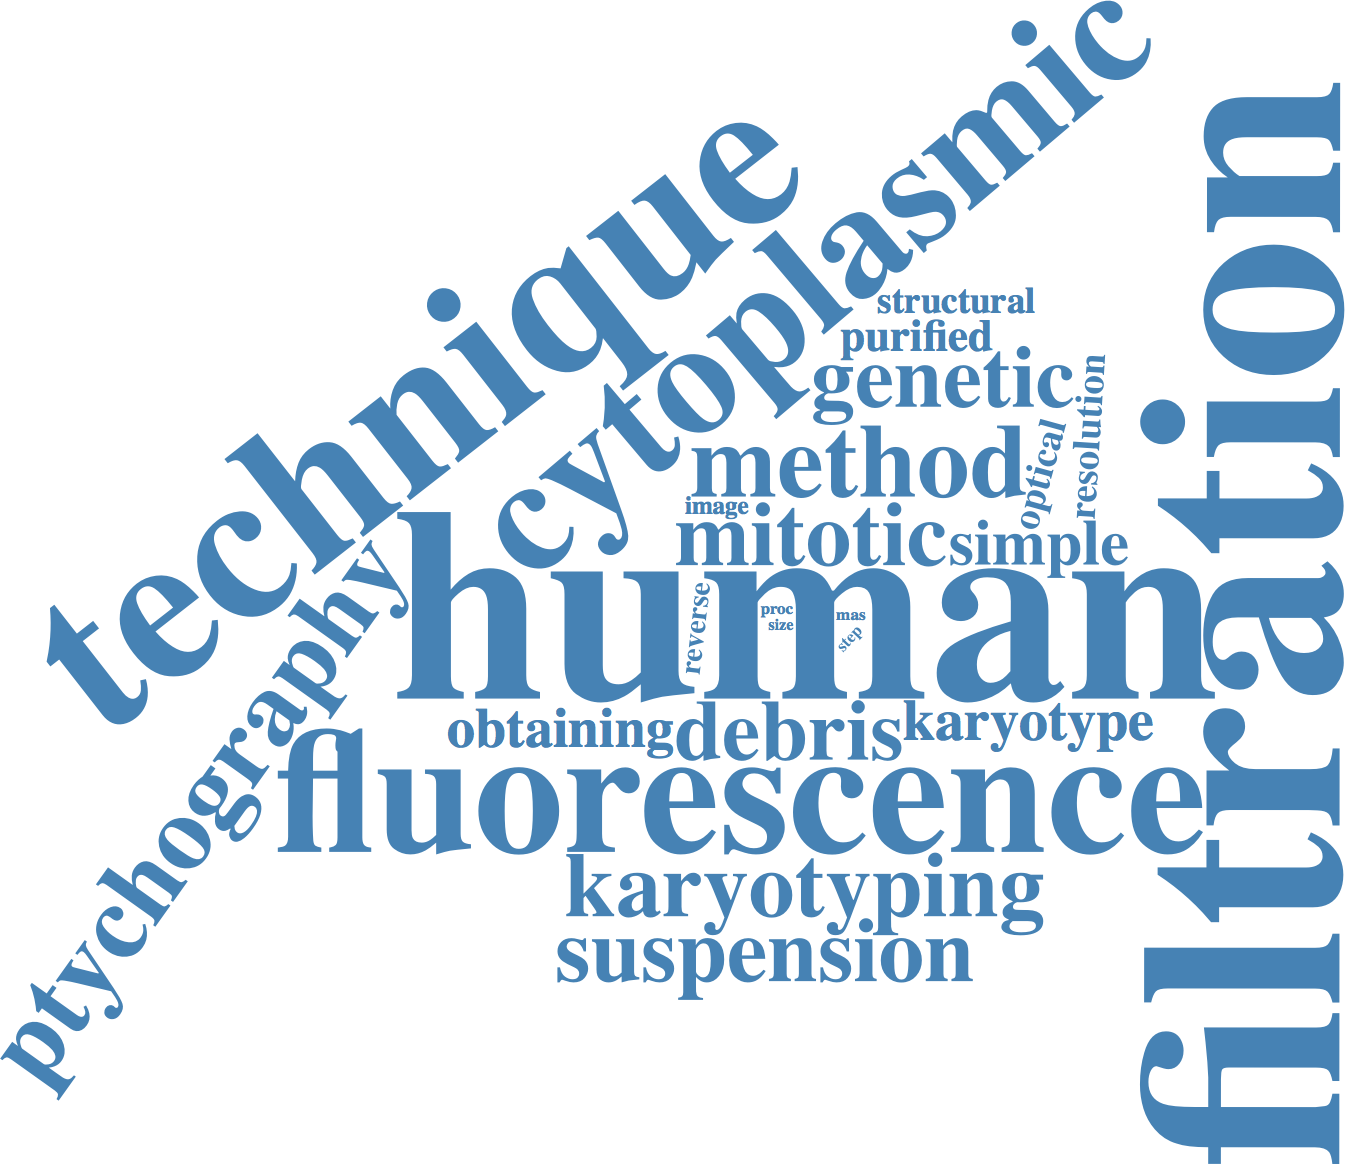 technique
cytoplasmic
filtration
structural
purified
genetic
resolution
optical
method
image
mitotic
simple
human
reverse
proc
size
mas
step
ptychography
obtaining
debris
karyotype
fluorescence
karyotyping
suspension